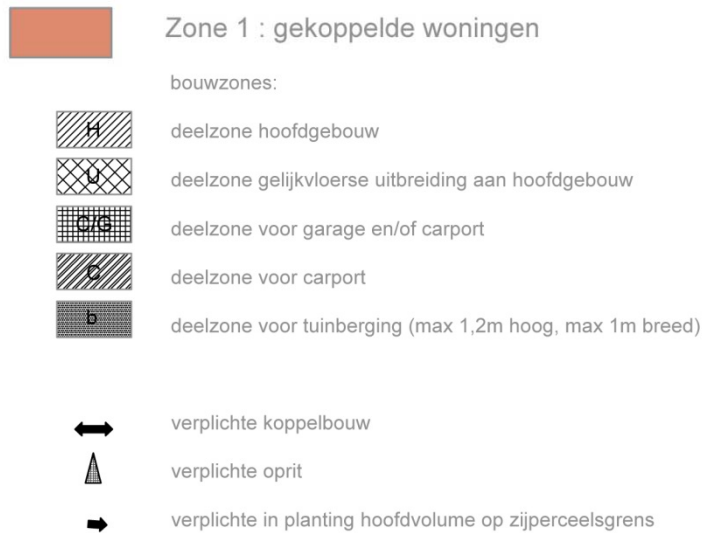 Zone 1 : gekoppelde woningen
bouwzones:
H deelzone hoofdgebouw
U deelzone gelijkvloerse uitbreiding aan hoofdgebouw
C/G deelzone voor garage en/of carport
C deelzone voor carport
b deelzone voor tuinberging (max 1,2m hoog, max 1m breed)
verplichte koppelbouw
verplichte oprit
verplichte in planting hoofdvolume op zijperceelsgrens